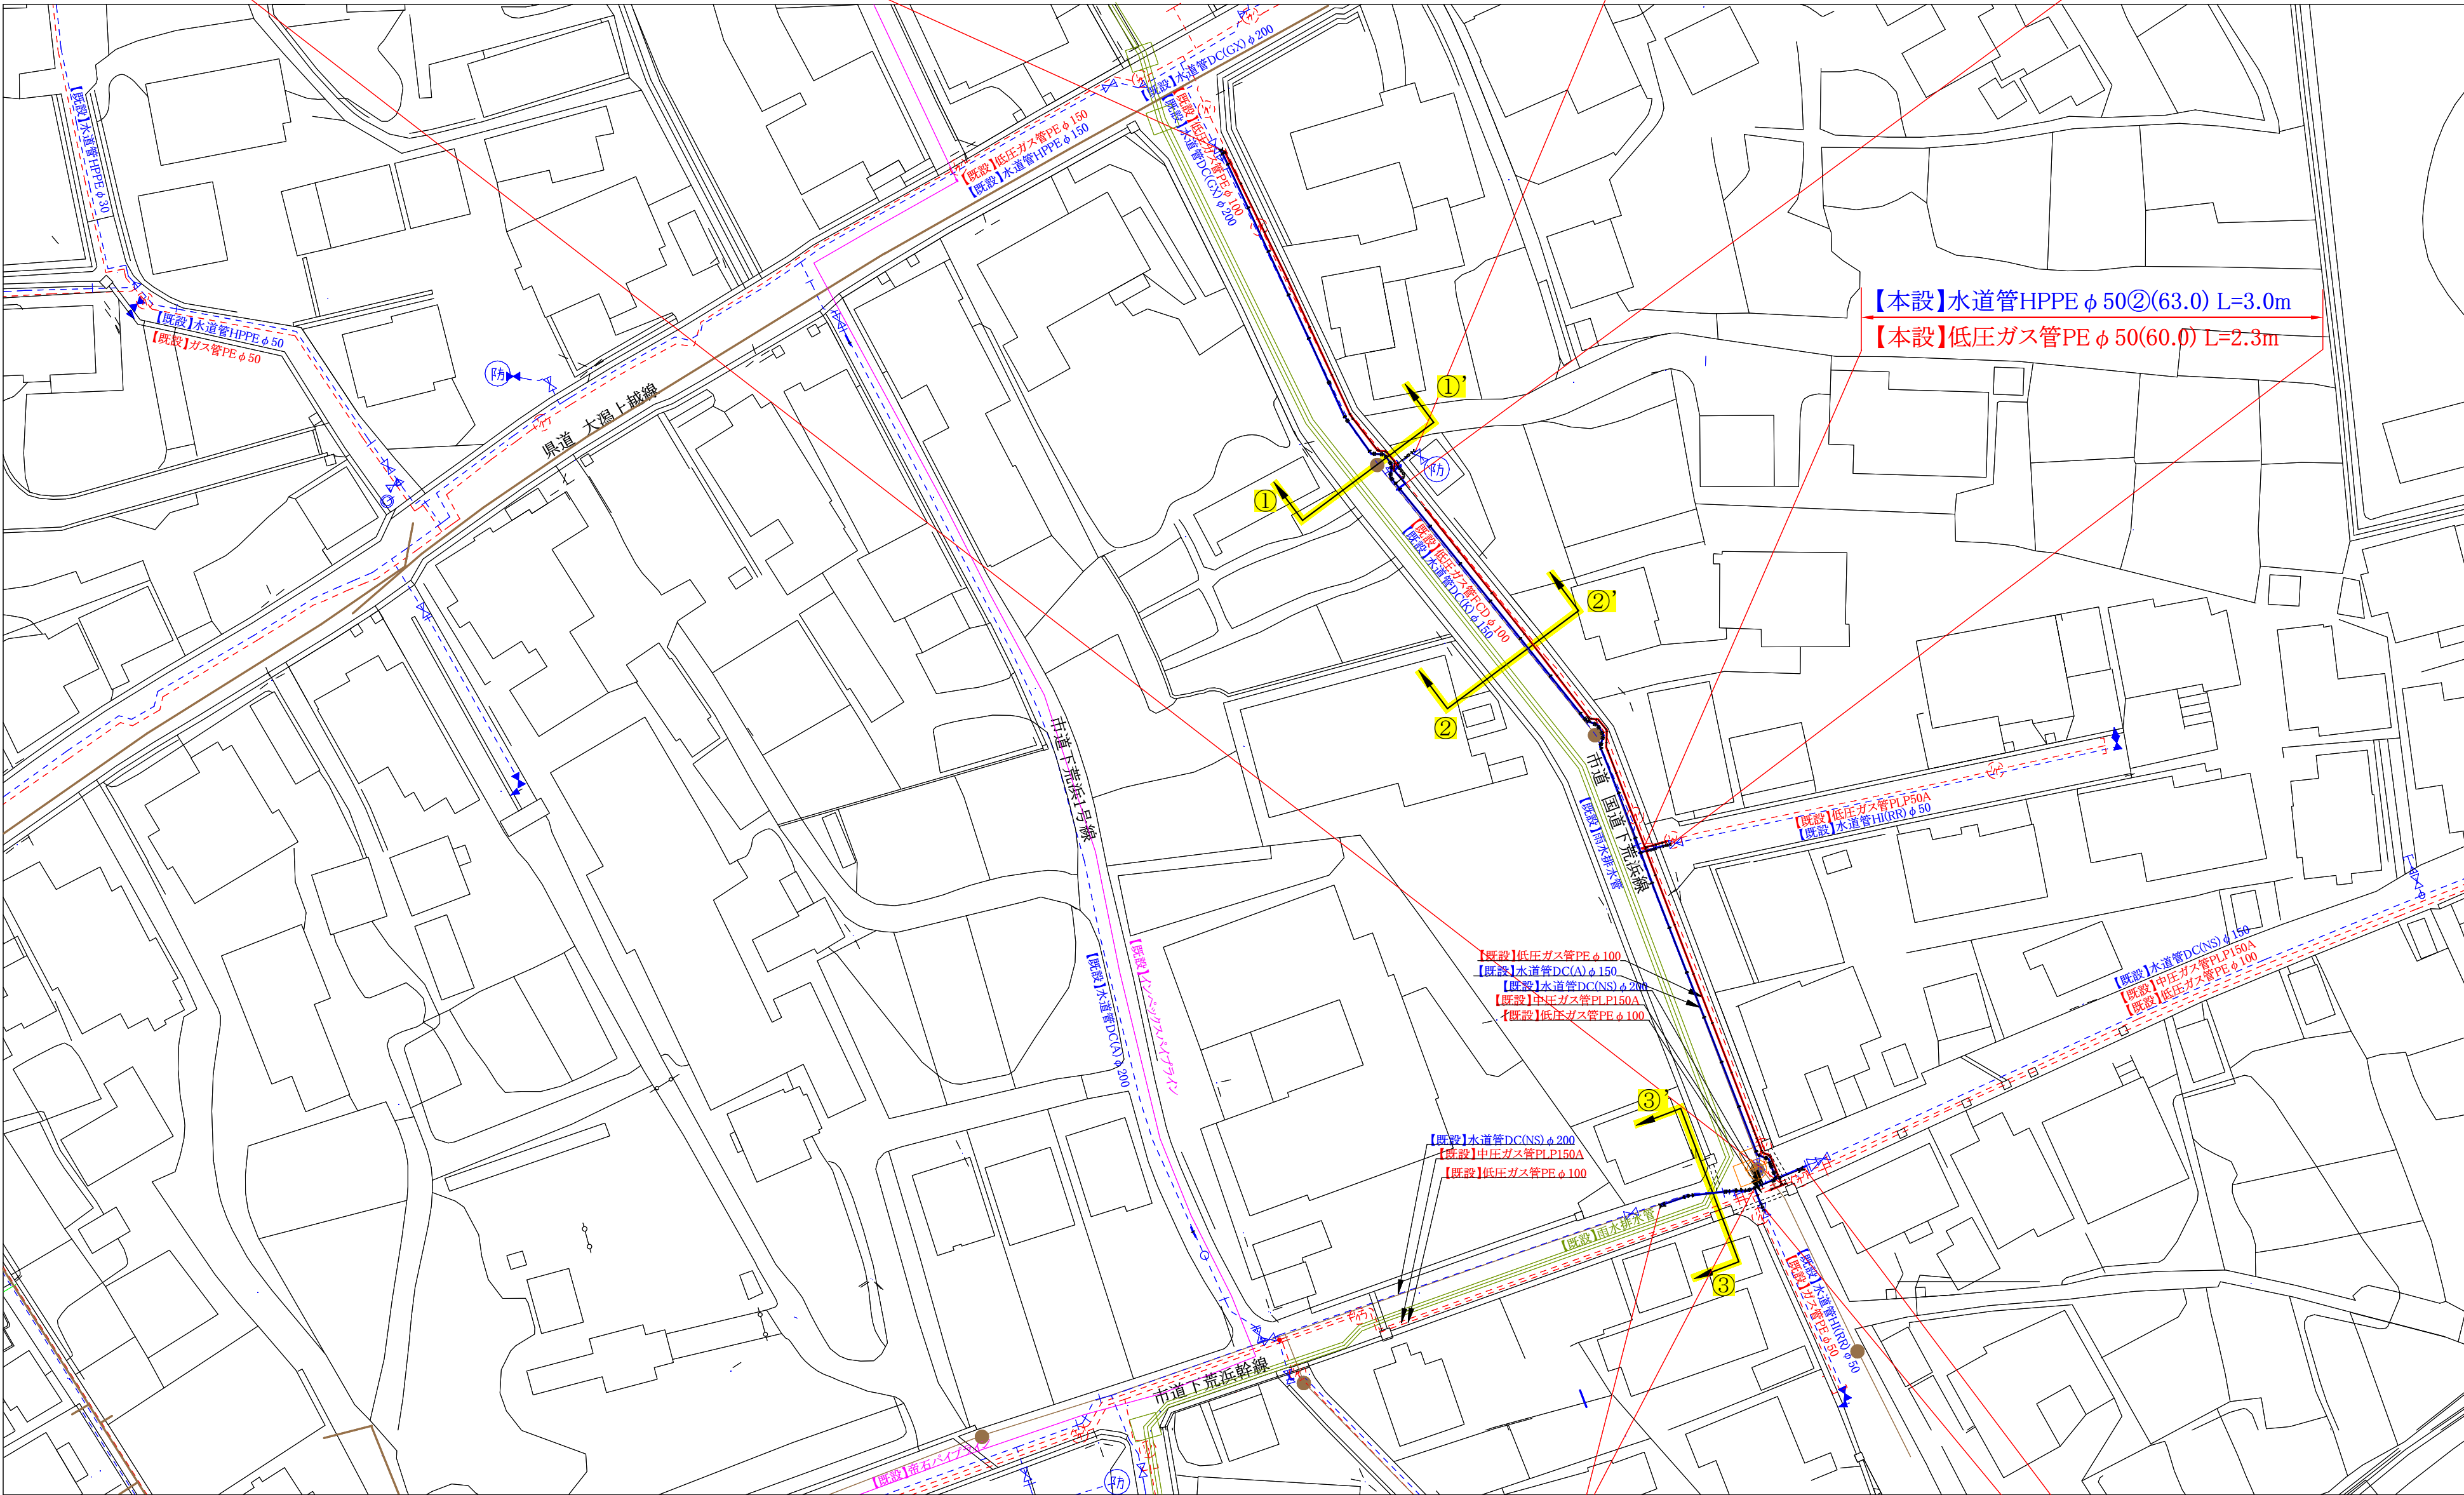 【既設】水道管DC(GX)φ200
【既設】低圧ガス管PEφ150
【既設】水道管HPPEφ150
【既設】低圧ガス管PEφ100
【既設】水道管DC(GX)φ200
【既設】水道管HPPEφ30
【既設】水道管HPPEφ50
【既設】ガス管PEφ50
防
県道 大潟上越線
【本設】水道管HPPEφ50②(63.0) L=3.0m
【本設】低圧ガス管PEφ50(60.0) L=2.3m
①'
防
①
【既設】低圧ガス管FCDφ100
【既設】水道管DC(K)φ150
②'
②
市道下荒浜1号線
市道 国道下荒浜線
【既設】雨水排水管
【既設】低圧ガス管PLP50A
【既設】水道管HI(RR)φ50
【既設】低圧ガス管PEφ100
【既設】水道管DC(A)φ150
【既設】水道管DC(NS)φ200
【既設】中圧ガス管PLP150A
【既設】低圧ガス管PEφ100
【既設】水道管DC(NS)φ150
【既設】中圧ガス管PLP150A
【既設】低圧ガス管PEφ100
【既設】水道管DC(A)φ200
【既設】インペックスパイプライン
③'
【既設】水道管DC(NS)φ200
【既設】中圧ガス管PLP150A
【既設】低圧ガス管PEφ100
【既設】雨水排水管
③
【既設】水道管HI(RR)φ50
【既設】ガス管PEφ50
市道下荒浜幹線
【既設】帝石パイプライン
防